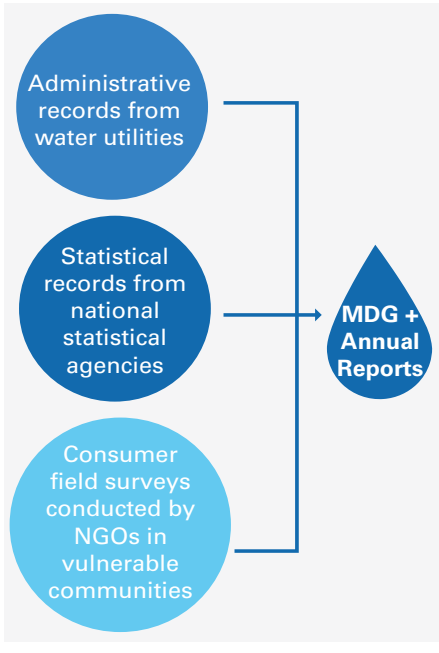 Administrative
records from
water utilities
Statistical
records from
national
statistical
agencies
MDG +
Annual
Reports
Consumer
field surveys
conducted by
NGOs in
vulnerable
communities